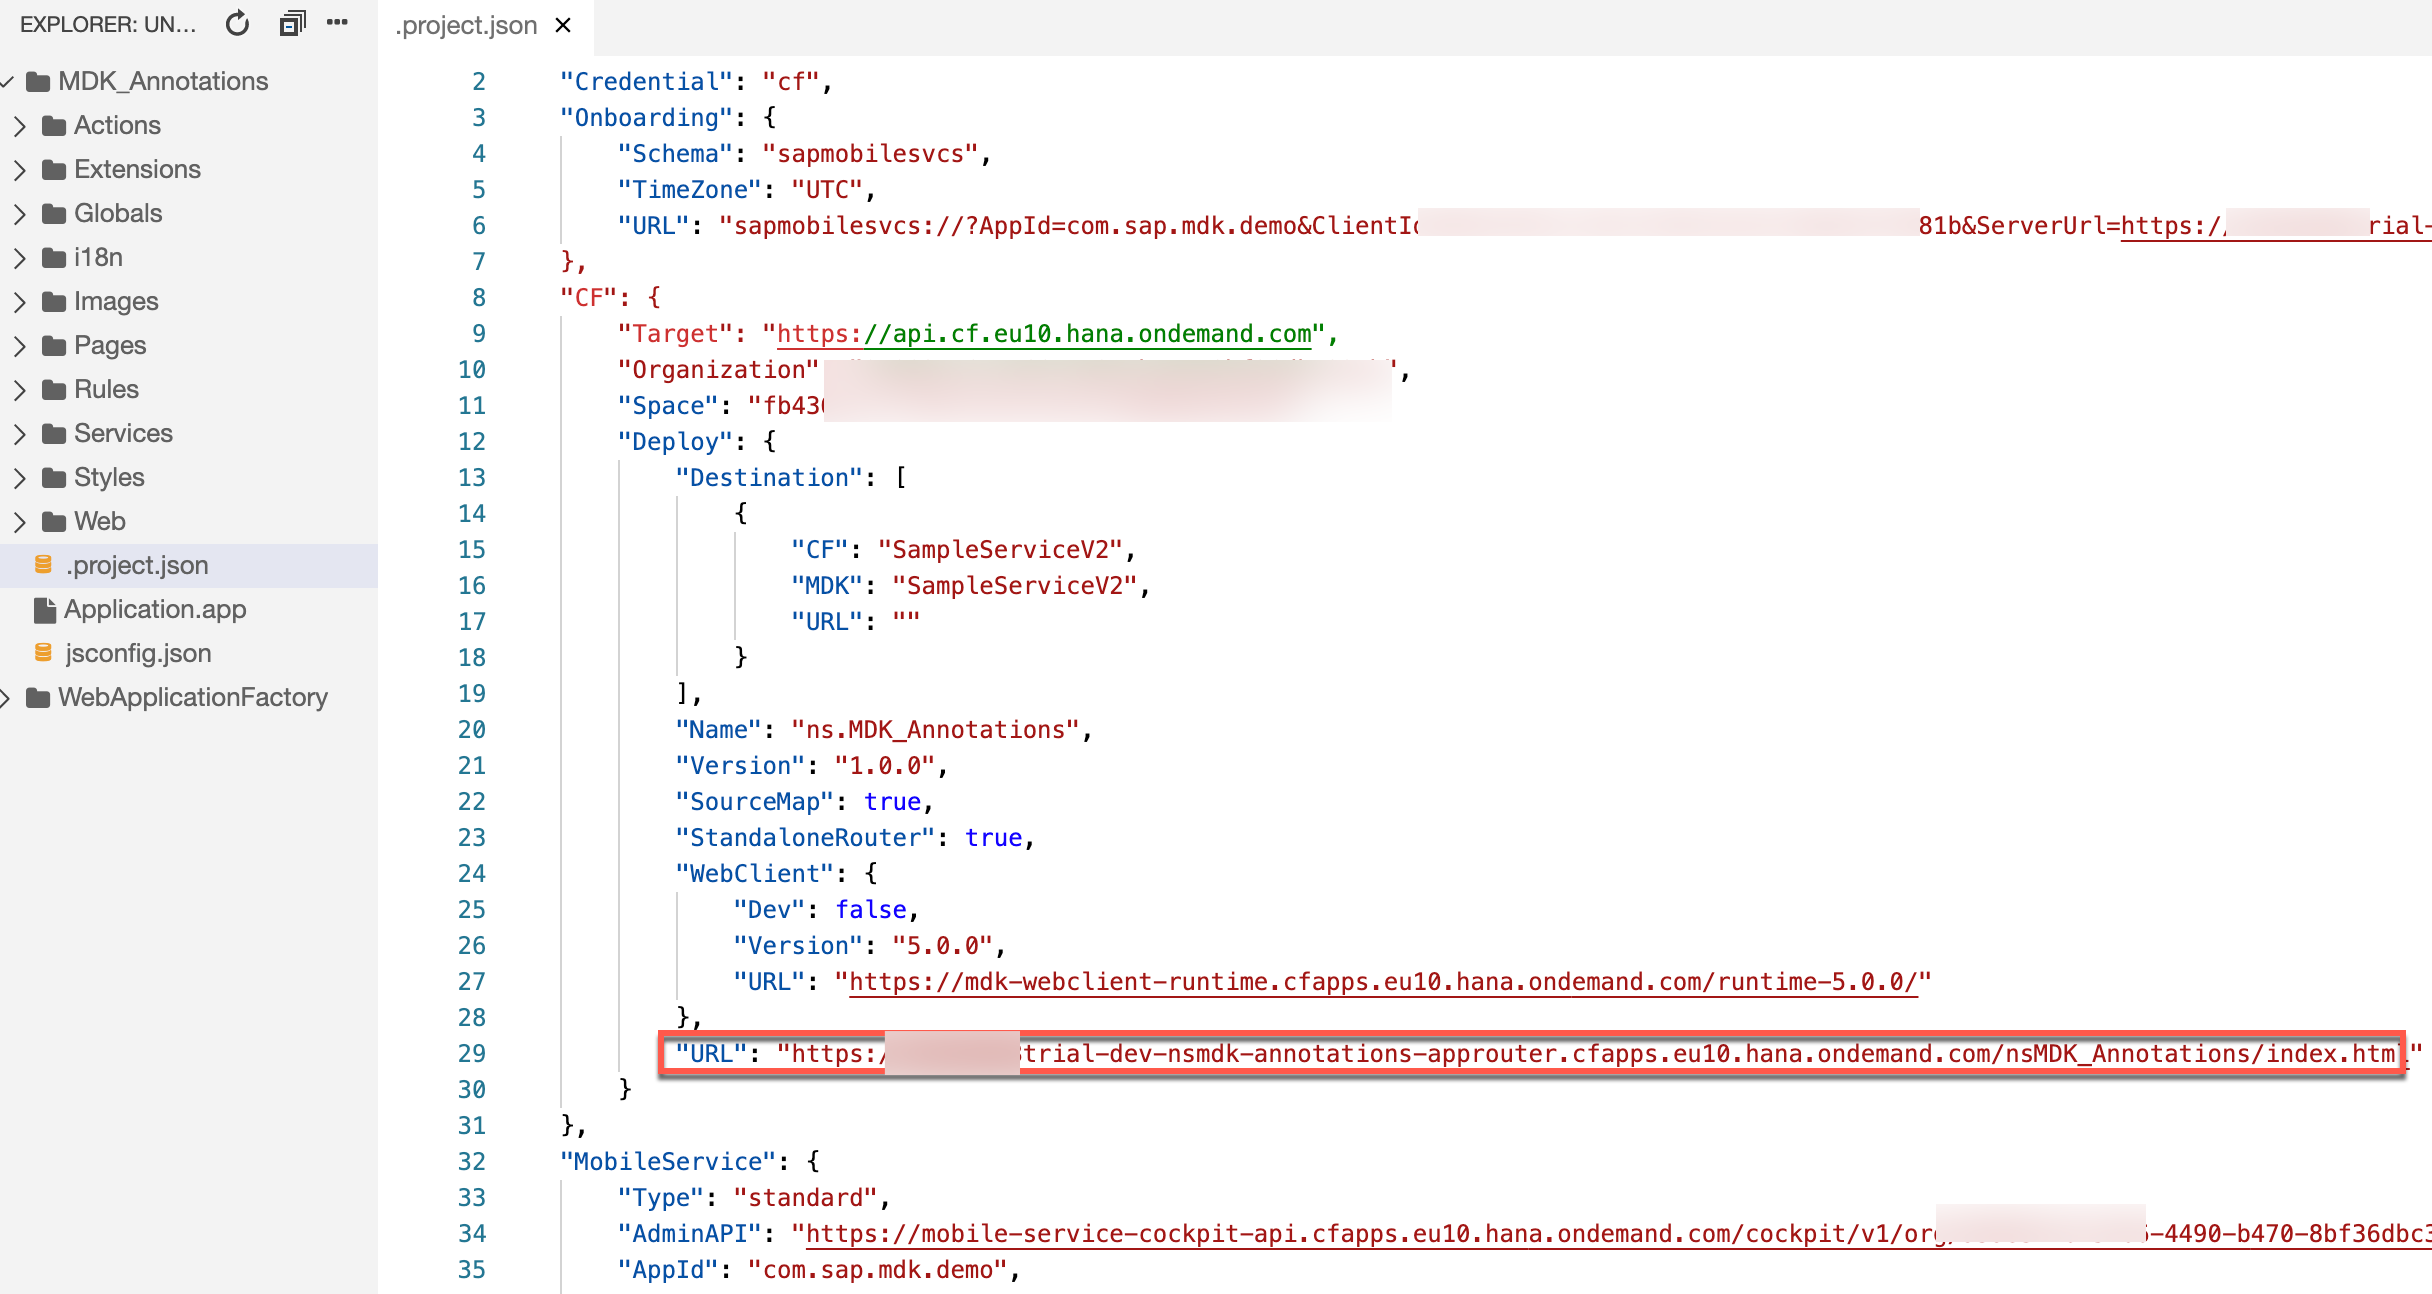 EXPLORER: UN...
.project.json
MDK_Annotations
Actions
Extensions
Globals
i18n
Images
Pages
Rules
Services
Styles
Web
.project.json
Application.app
jsconfig.json
WebApplicationFactory
2 "Credential": "cf",
3 "Onboarding": {
4 "Schema": "sapmobilesvcs",
5 "TimeZone": "UTC",
6 "URL": "sapmobilesvcs://?AppId=com.sap.mdk.demo&ClientId 81b&ServerUrl=https:/ rial-
7 },
8 "CF": {
9 "Target": "https://api.cf.eu10.hana.ondemand.com",
10 "Organization" ,
11 "Space": "fb43
12 "Deploy": {
13 "Destination": [
14 {
15 "CF": "SampleServiceV2",
16 "MDK": "SampleServiceV2",
17 "URL": ""
18 }
19 ],
20 "Name": "ns.MDK_Annotations",
21 "Version": "1.0.0",
22 "SourceMap": true,
23 "StandaloneRouter": true,
24 "WebClient": {
25 "Dev": false,
26 "Version": "5.0.0",
27 "URL": "https://mdk-webclient-runtime.cfapps.eu10.hana.ondemand.com/runtime-5.0.0/"
28 },
29 "URL": "https:/ trial-dev-nsmdk-annotations-approuter.cfapps.eu10.hana.ondemand.com/nsMDK_Annotations/index.html"
30 }
31 },
32 "MobileService": {
33 "Type": "standard",
34 "AdminAPI": "https://mobile-service-cockpit-api.cfapps.eu10.hana.ondemand.com/cockpit/v1/org -4490-b470-8bf36dbc3
35 "AppId": "com.sap.mdk.demo",